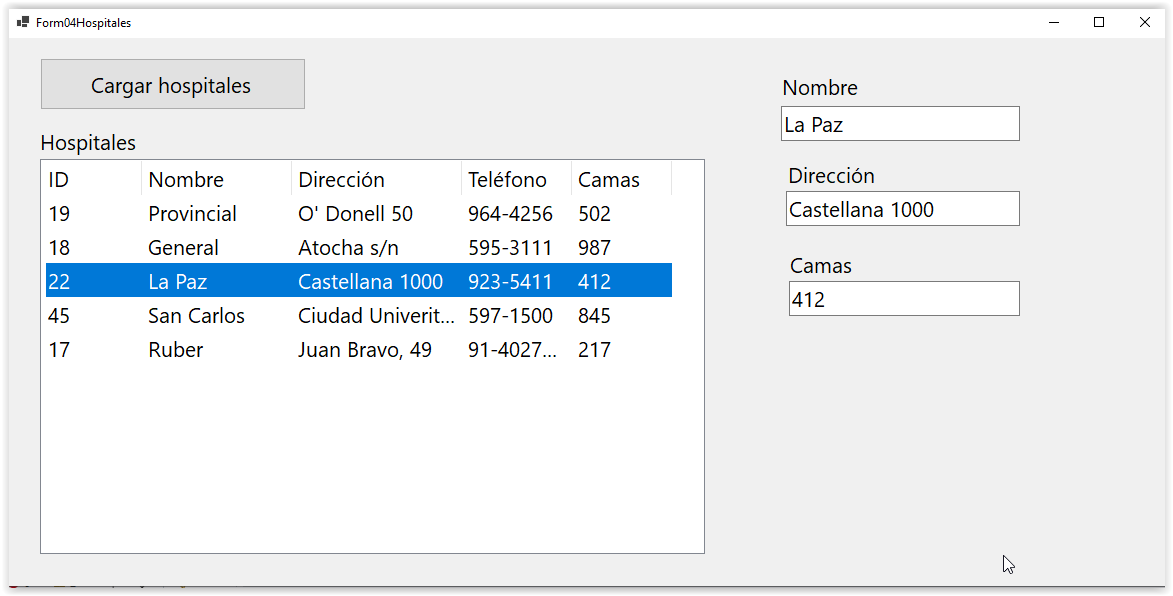 Form04Hospitales
Cargar hospitales
Hospitales
ID Nombre Dirección Teléfono Camas
19 Provincial O' Donell 50 964-4256 502
18 General Atocha s/n 595-3111 987
22 La Paz Castellana 1000 923-5411 412
45 San Carlos Ciudad Univerit... 597-1500 845
17 Ruber Juan Bravo, 49 91-4027... 217
Nombre
La Paz
Dirección
Castellana 1000
Camas
412